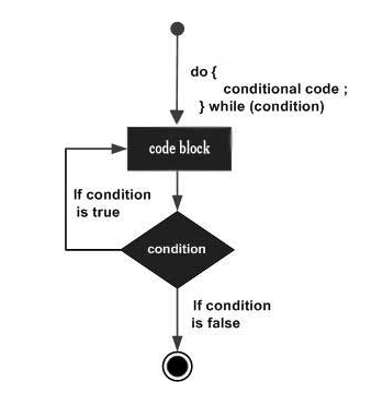 do {
conditional code ;
} while (condition)
code block
If condition
is true
condition
If condition
is false